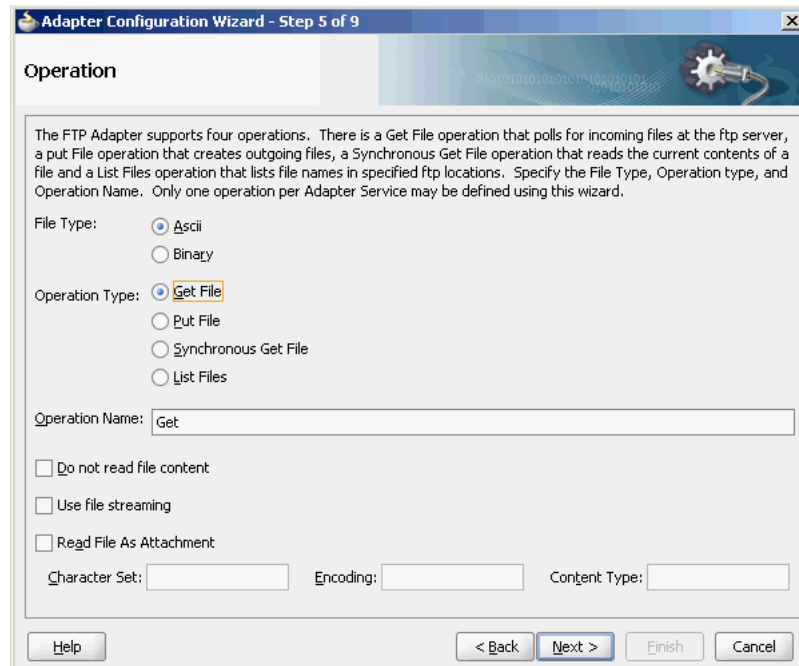 Adapter Configuration Wizard - Step 5 of 9
Operation
The FTP Adapter supports four operations. There is a Get File operation that polls for incoming files at the ftp server,
a put File operation that creates outgoing files, a Synchronous Get File operation that reads the current contents of a
file and a List Files operation that lists file names in specified ftp locations. Specify the File Type, Operation type, and
Operation Name. Only one operation per Adapter Service may be defined using this wizard.
File Type: Ascii
Binary
Operation Type: Get File
Put File
Synchronous Get File
List Files
Operation Name: Get
Do not read file content
Use file streaming
Read File As Attachment
Character Set: Encoding: Content Type:
Help < Back Next > Finish Cancel